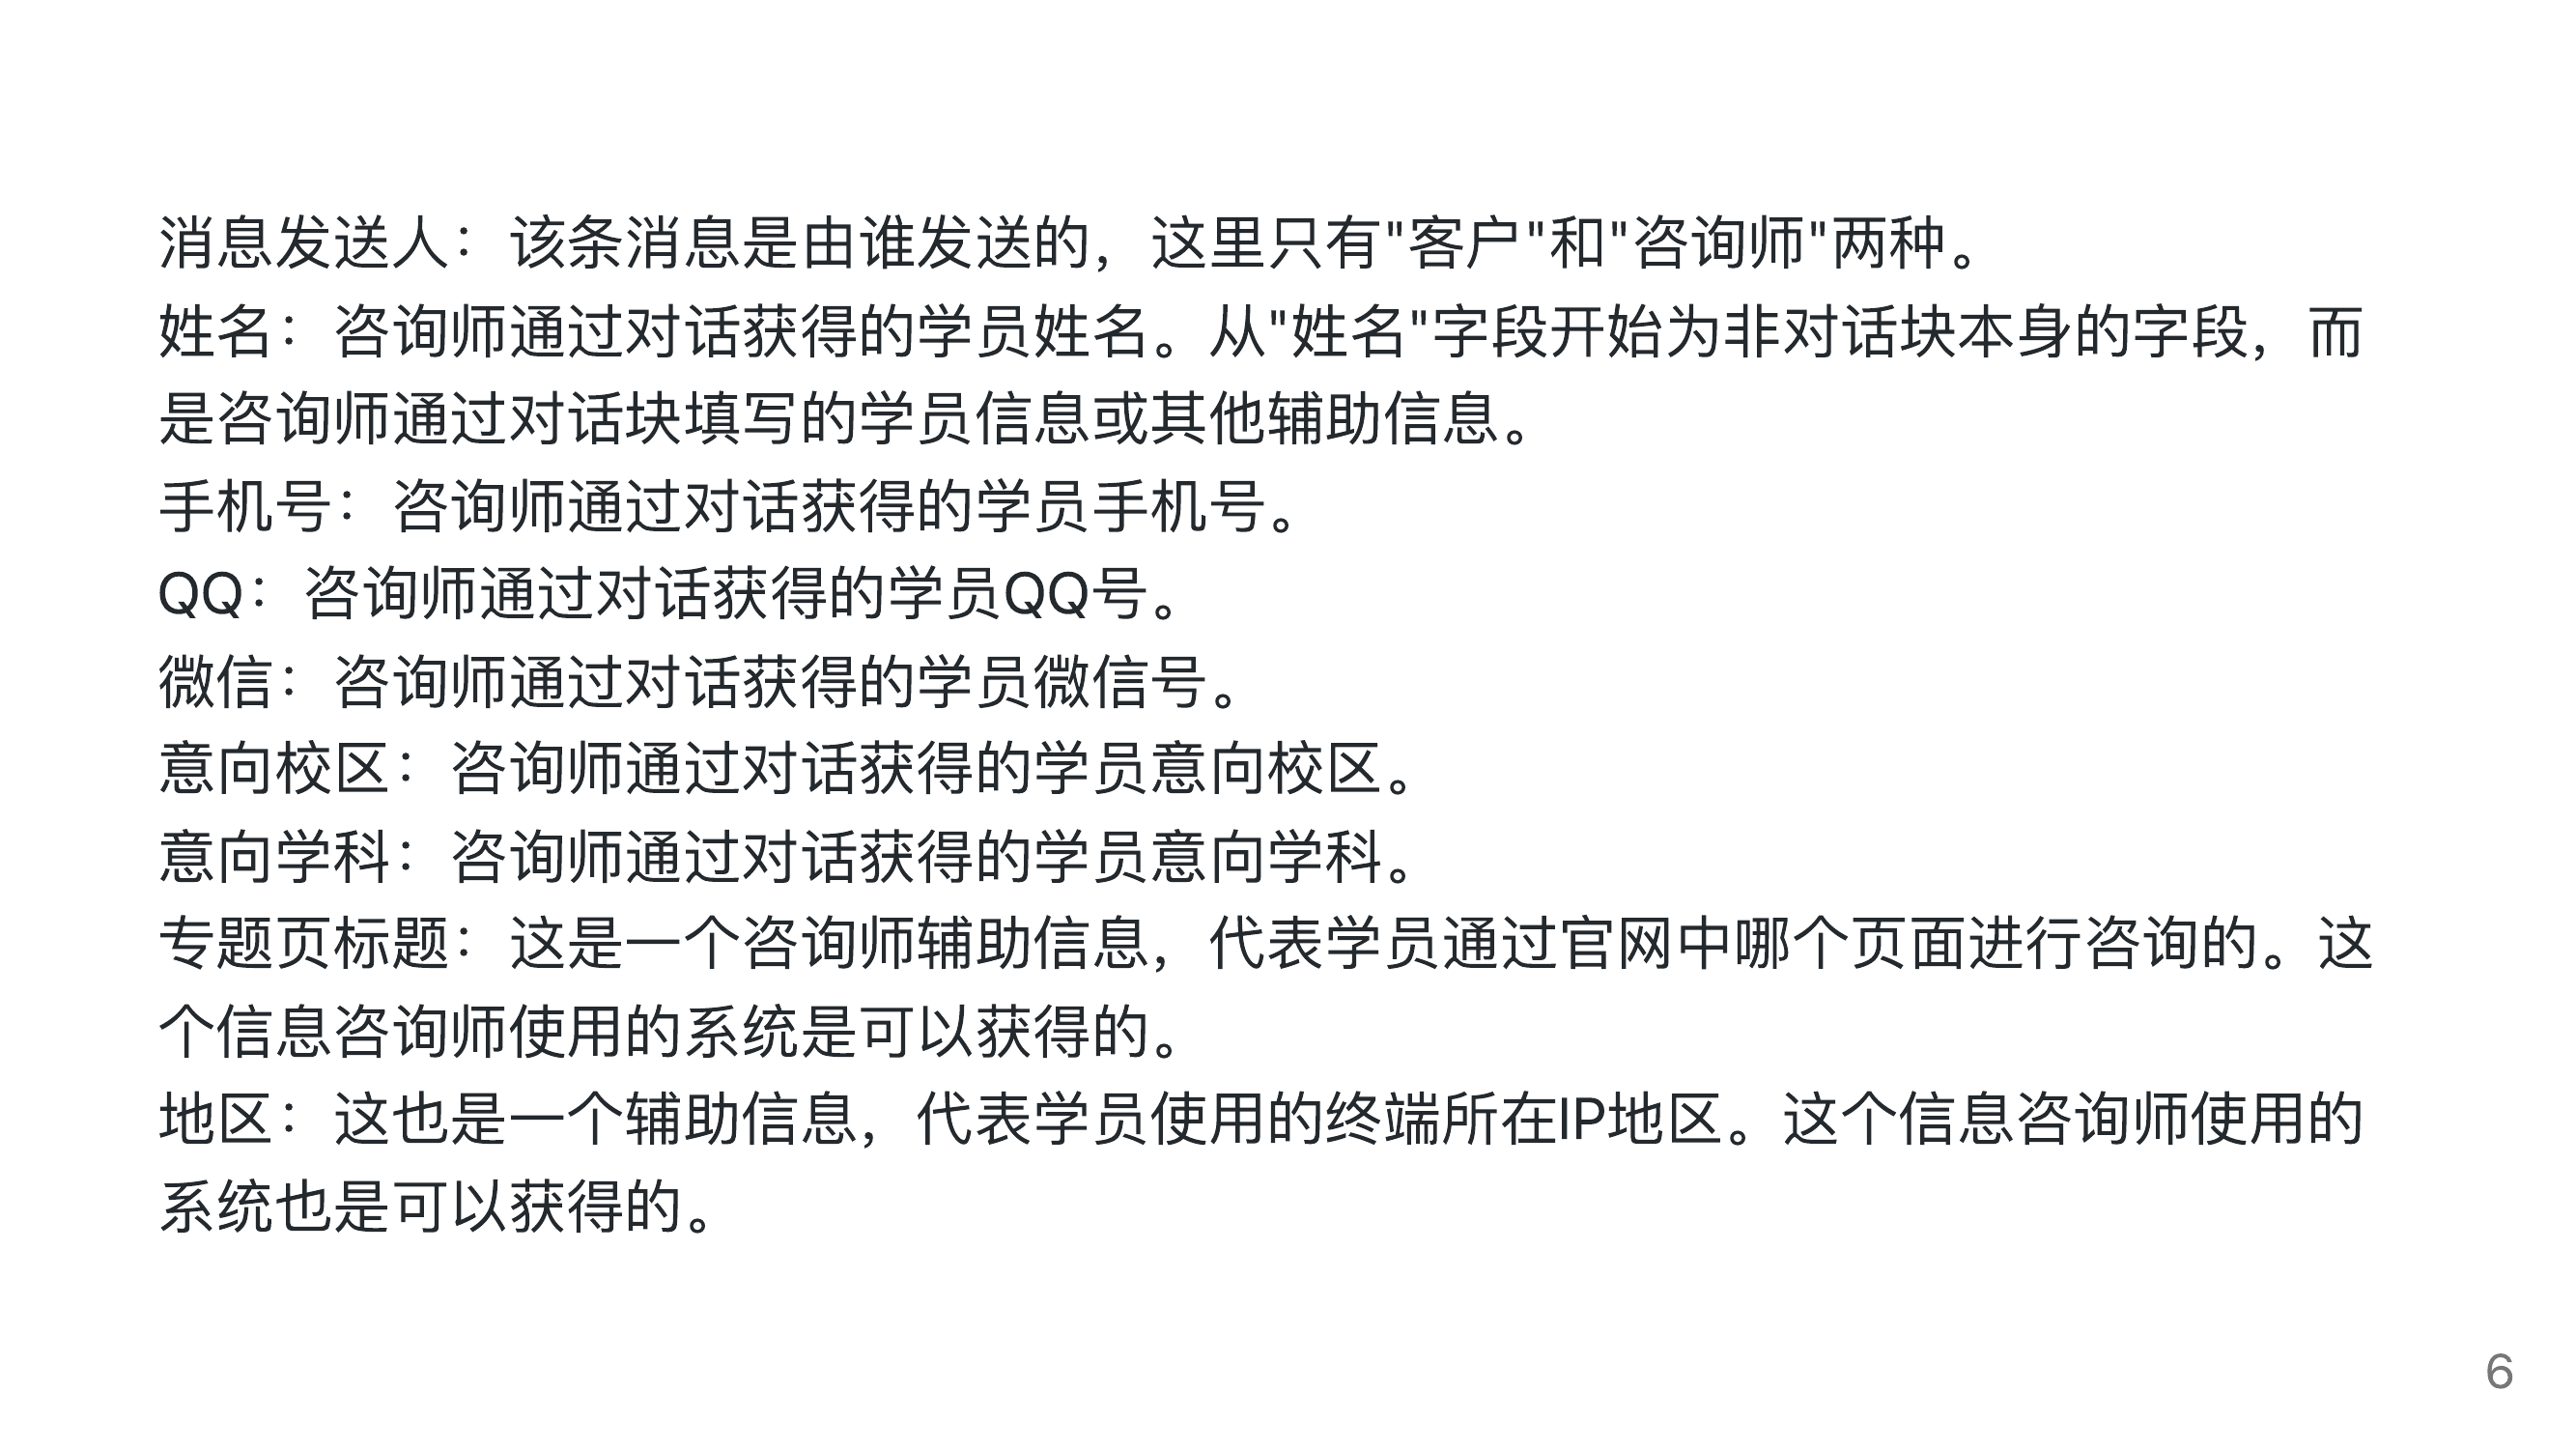 消息发送人：该条消息是由谁发送的，这里只有"客户"和"咨询师"两种。
姓名：咨询师通过对话获得的学员姓名。从"姓名"字段开始为非对话块本身的字段，而
是咨询师通过对话块填写的学员信息或其他辅助信息。
手机号：咨询师通过对话获得的学员手机号。
QQ：咨询师通过对话获得的学员QQ号。
微信：咨询师通过对话获得的学员微信号。
意向校区：咨询师通过对话获得的学员意向校区。
意向学科：咨询师通过对话获得的学员意向学科。
专题页标题：这是一个咨询师辅助信息，代表学员通过官网中哪个页面进行咨询的。这
个信息咨询师使用的系统是可以获得的。
地区：这也是一个辅助信息，代表学员使用的终端所在IP地区。这个信息咨询师使用的
系统也是可以获得的。
6